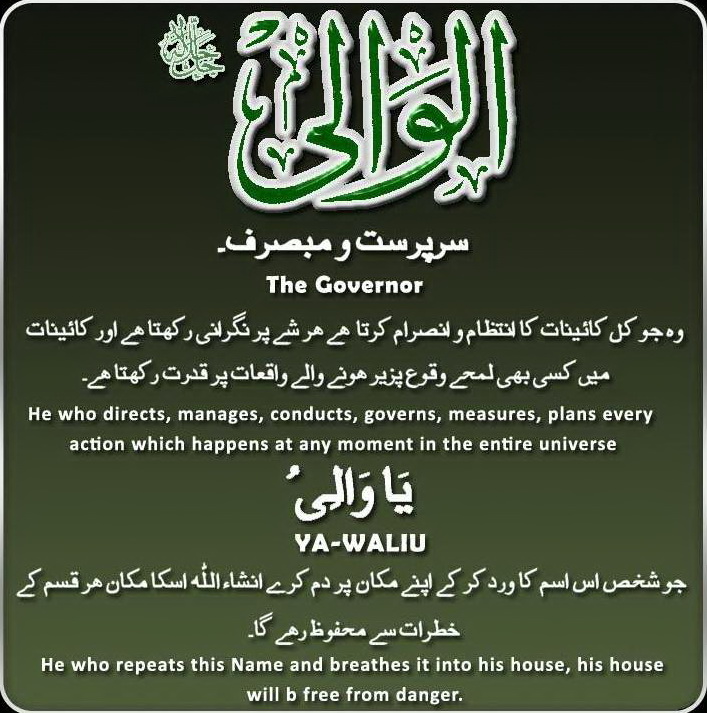 جل جلالہ
الوَالِیُ
سرپرست و مبصرف۔
The Governor
وہ جو کل کائینات کا انتظام و انصرام کرتا ھے ھر شے پر نگرانی رکھتا ھے اور کائینات
میں کسی بھی لمحے وقوع پزیر ھونے والے واقعات پر قدرت رکھتا ھے۔
He who directs, manages, conducts, governs, measures, plans every
action which happens at any moment in the entire universe
یَا وَالِیُ
YA-WALIU
جو شخص اس اسم کا ورد کر کے اپنے مکان پر دم کرے انشاءاللّٰہ اسکا مکان ھر قسم کے
خطرات سے محفوظ رھے گا۔
He who repeats this Name and breathes it into his house, his house
will b free from danger.